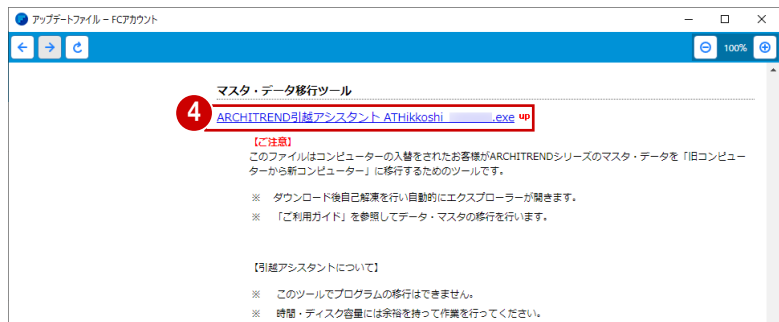 アップデートファイル – FCアカウント
100%
マスタ・データ移行ツール
4
ARCHITREND引越アシスタント ATHikkoshi .exe up
【ご注意】
このファイルはコンピューターの入替をされたお客様がARCHITRENDシリーズのマスタ・データを「旧コンピュー
ターから新コンピューター」に移行するためのツールです。
※ ダウンロード後自己解凍を行い自動的にエクスプローラーが開きます。
※ 「ご利用ガイド」を参照してデータ・マスタの移行を行います。
【引越アシスタントについて】
※ このツールでプログラムの移行はできません。
※ 時間・ディスク容量には余裕を持って作業を行ってください。